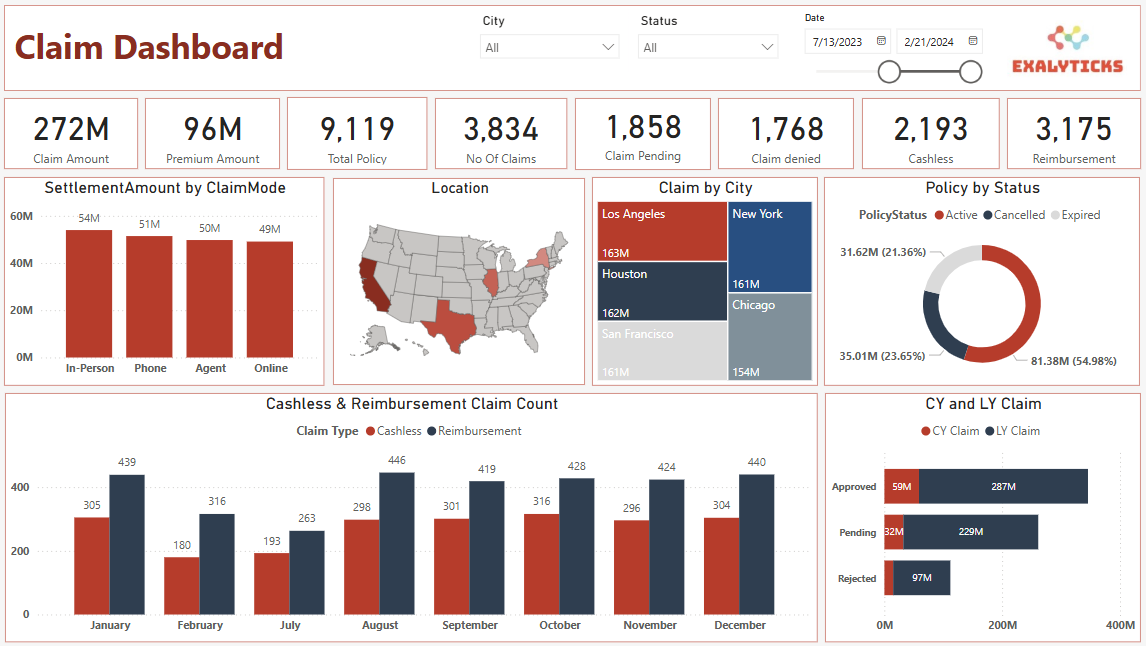 Claim Dashboard
City
All
Status
All
Date
7/13/2023
2/21/2024
EXALYTICKS
272M
Claim Amount
96M
Premium Amount
9,119
Total Policy
3,834
No Of Claims
1,858
Claim Pending
1,768
Claim denied
2,193
Cashless
3,175
Reimbursement
SettlementAmount by ClaimMode
60M
40M
20M
0M
54M
51M
50M
49M
In-Person
Phone
Agent
Online
Location
Claim by City
Los Angeles
163M
New York
161M
Houston
162M
Chicago
154M
San Francisco
161M
Policy by Status
PolicyStatus Active Cancelled Expired
31.62M (21.36%)
35.01M (23.65%)
81.38M (54.98%)
Cashless & Reimbursement Claim Count
Claim Type Cashless Reimbursement
400
200
0
305
439
180
316
193
263
298
446
301
419
316
428
296
424
304
440
January
February
July
August
September
October
November
December
CY and LY Claim
CY Claim LY Claim
Approved
59M
287M
Pending
32M
229M
Rejected
97M
0M
200M
400M